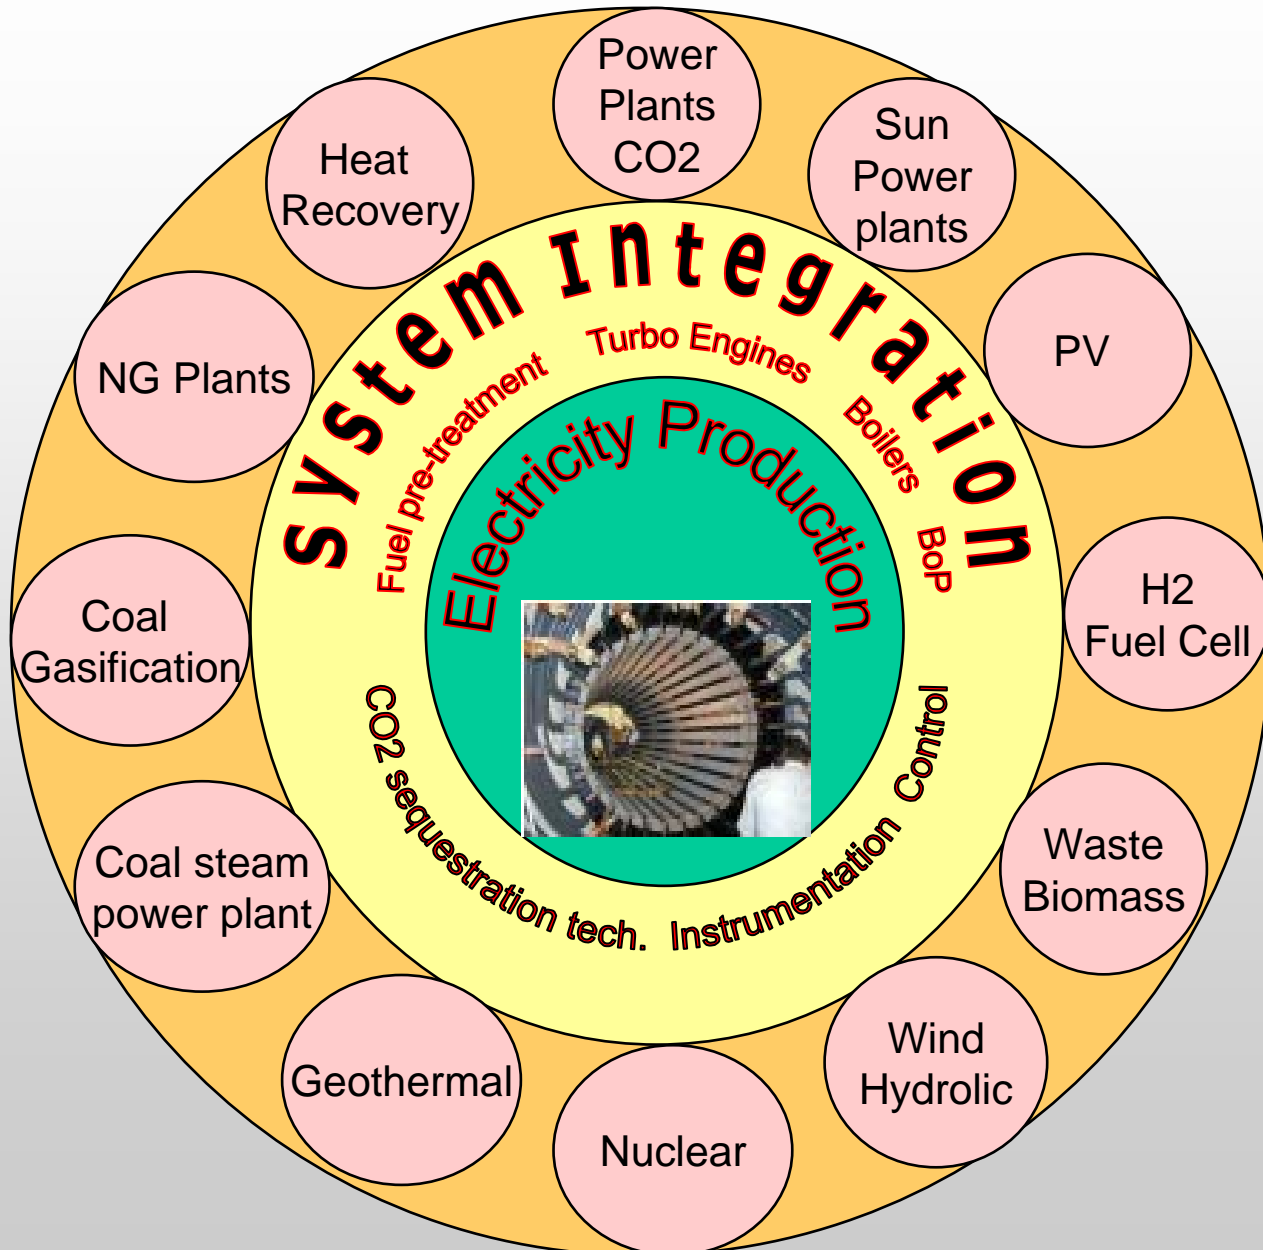 Power
Plants
CO2
Sun
Power
plants
PV
H2
Fuel Cell
Waste
Biomass
Wind
Hydrolic
Nuclear
Geothermal
Coal steam
power plant
Coal
Gasification
NG Plants
Heat
Recovery
System Integration
Fuel pre-treatment Turbo Engines Boilers BoP
CO2 sequestration tech. Instrumentation Control
Electricity Production